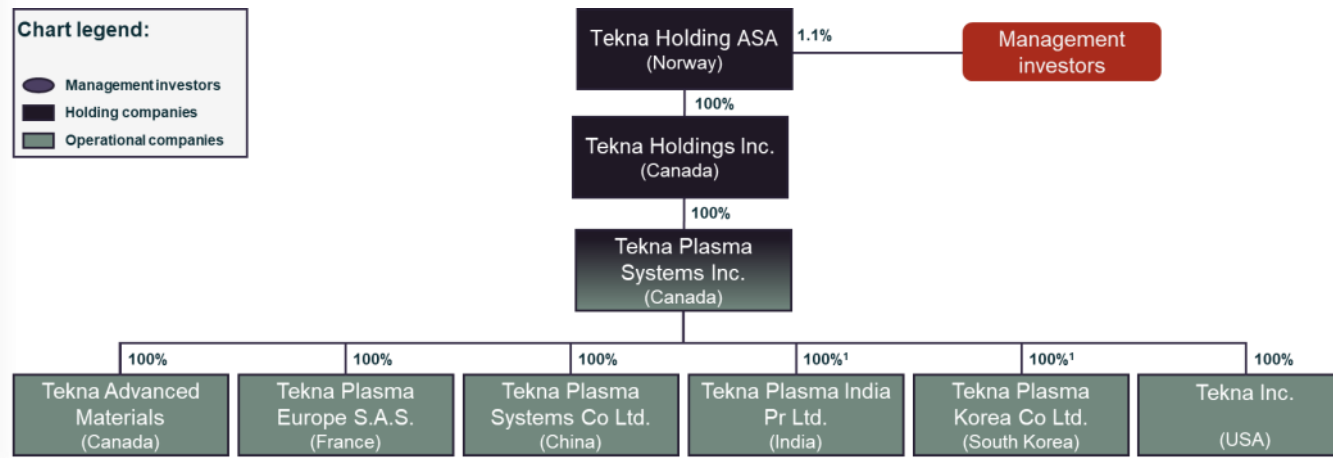 Chart legend:
Management investors
Holding companies
Operational companies
Tekna Holding ASA
(Norway)
1.1%
Management
investors
100%
Tekna Holdings Inc.
(Canada)
100%
Tekna Plasma
Systems Inc.
(Canada)
100%
100%
100%
100%¹
100%¹
100%
Tekna Advanced
Materials
(Canada)
Tekna Plasma
Europe S.A.S.
(France)
Tekna Plasma
Systems Co Ltd.
(China)
Tekna Plasma India
Pr Ltd.
(India)
Tekna Plasma
Korea Co Ltd.
(South Korea)
Tekna Inc.
(USA)